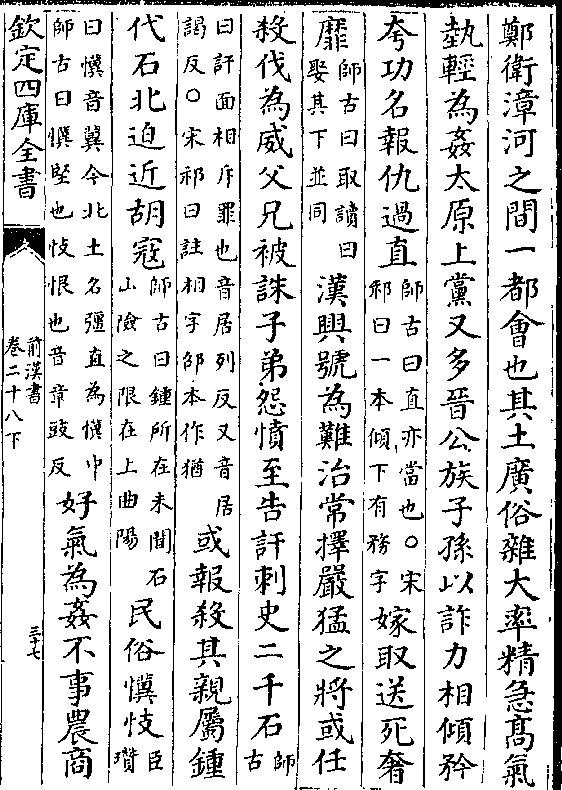 鄭衛漳河之間一都會也其土廣俗雜大率精急髙氣
埶輕為姦太原上黨又多晉公族子孫以詐力相傾矜
夸功名報仇過直師古曰直亦當也○宋祁曰一本傾下有務字嫁取送死奢
靡師古曰取讀曰娶其下並同漢興號為難治常擇嚴猛之將或任
殺伐為威父兄被誅子弟怨憤至告訐刺史二千石師古
曰訐面相斥罪也音居列反又音居謁反○宋祁曰註相字邵本作猶或報殺其親屬鍾
代石北迫近胡寇師古曰鍾所在未聞石山險之限在上曲陽民俗懻忮臣瓚
曰懻音冀今北土名彊直為懻中師古曰懻堅也忮恨也音章豉反好氣為姦不事農商
欽定四庫全書
前漢書
卷二十八下
三十七